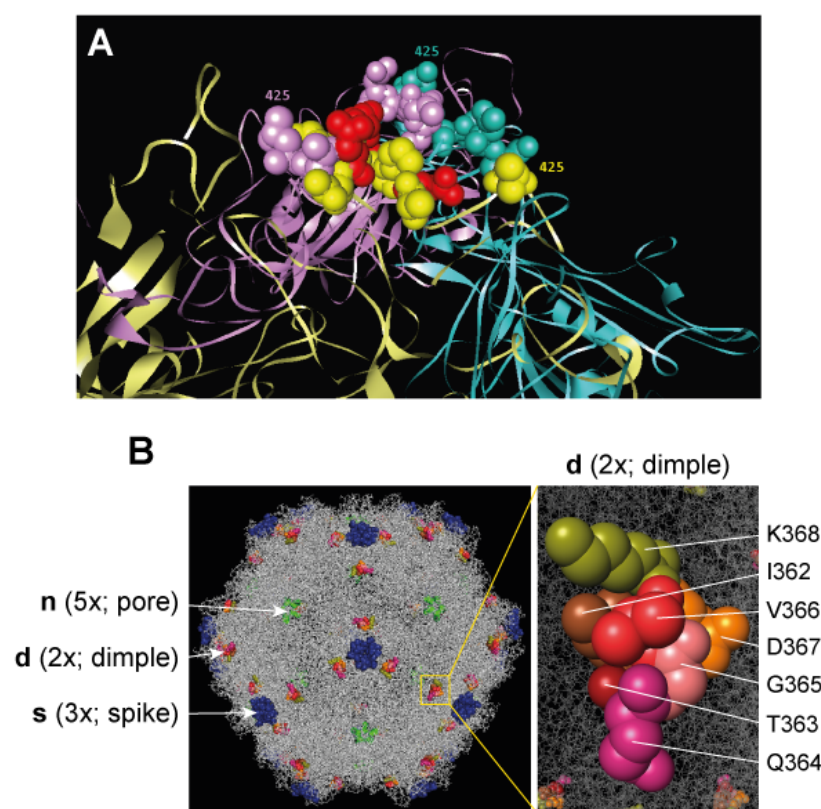 A
425
425
425
B
d (2x; dimple)
n (5x; pore)
d (2x; dimple)
s (3x; spike)
K368
I362
V366
D367
G365
T363
Q364